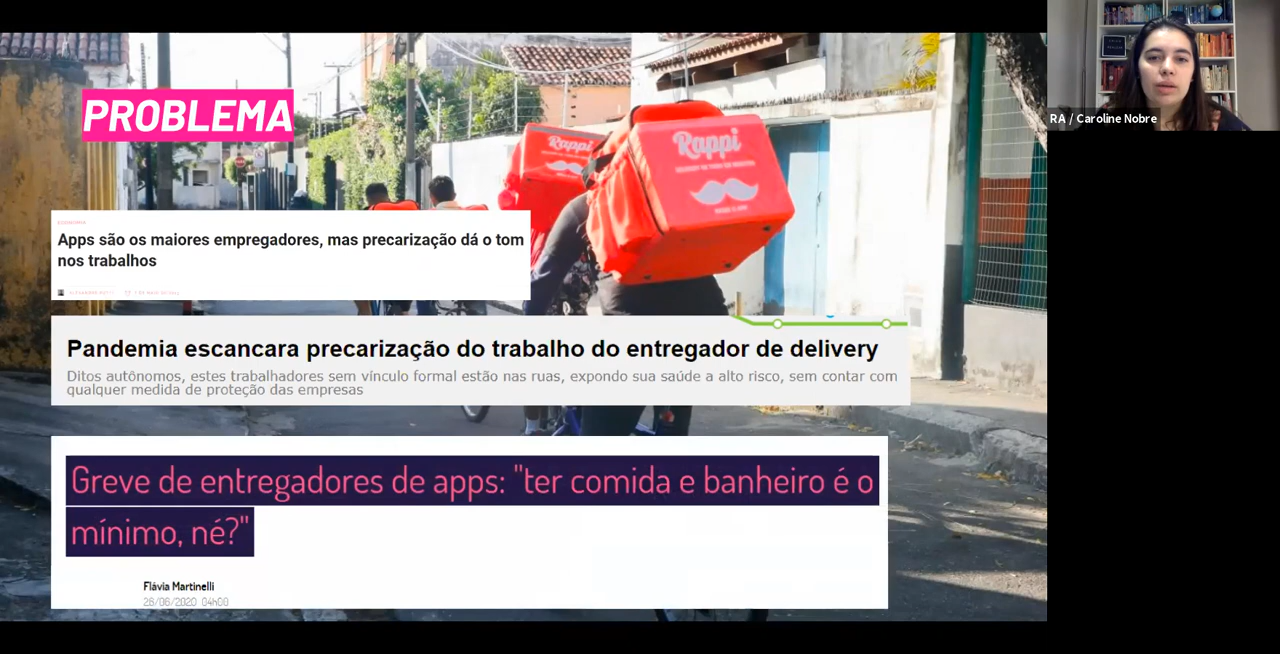 PROBLEMA
RA / Caroline Nobre
Rappi
Rappi
Apps são os maiores empregadores, mas precarização dá o tom
nos trabalhos
Pandemia escancara precarização do trabalho do entregador de delivery
Ditos autônomos, estes trabalhadores sem vínculo formal estão nas ruas, expondo sua saúde a alto risco, sem contar com
qualquer medida de proteção das empresas
Greve de entregadores de apps: "ter comida e banheiro é o
mínimo, né?"
Flávia Martinelli
26/06/2020 04h00